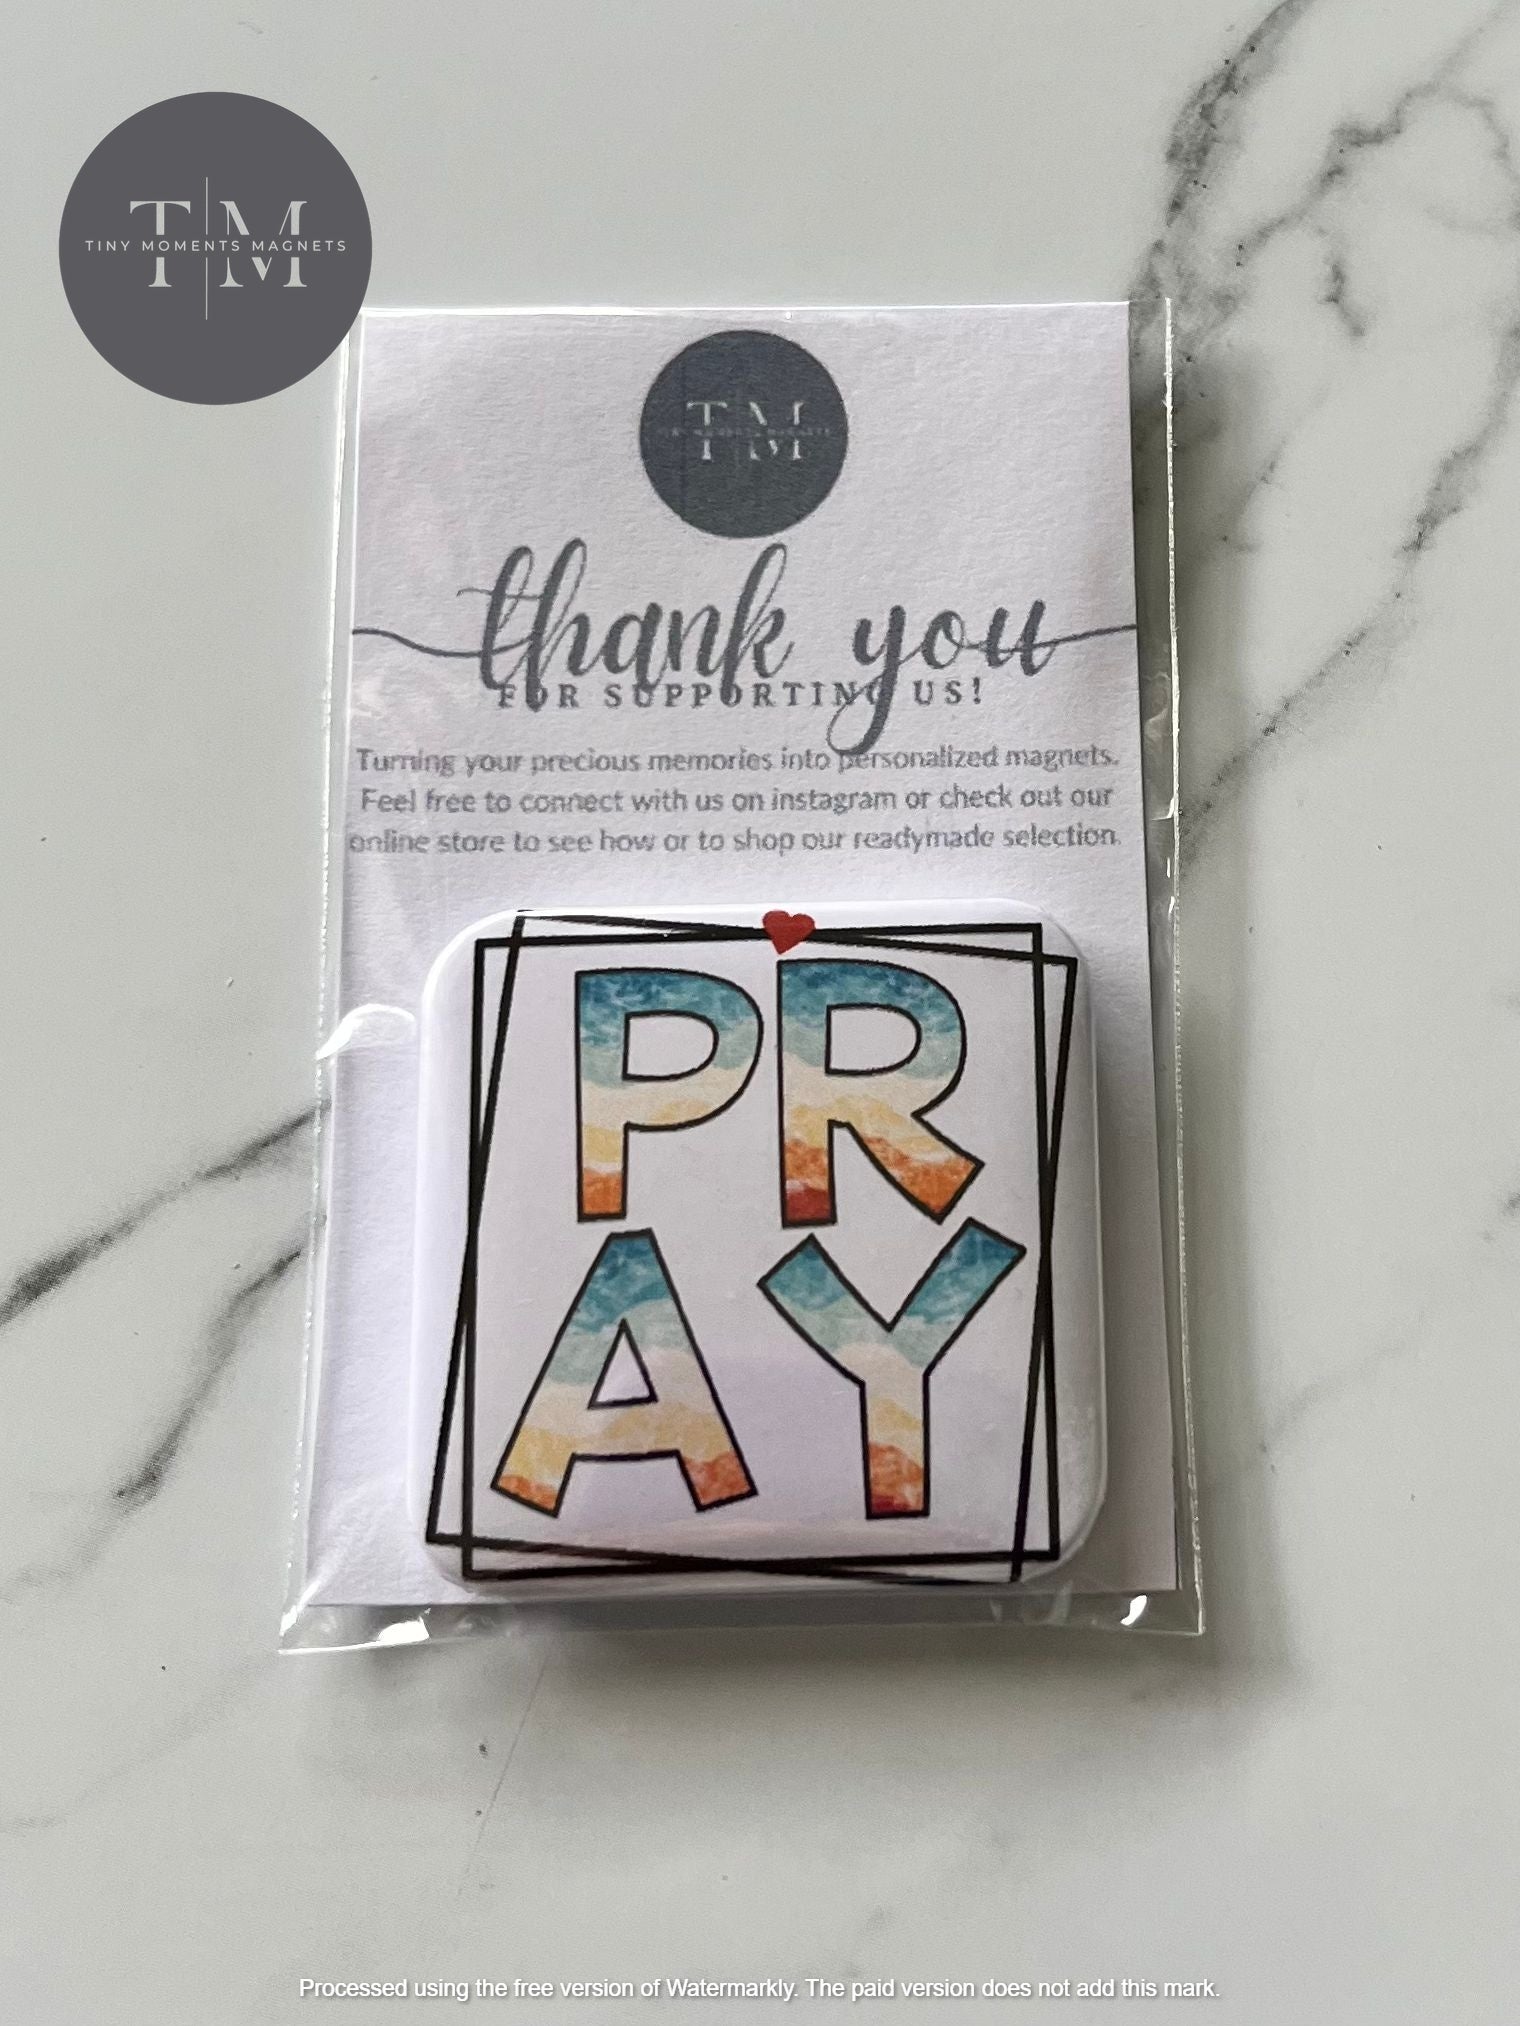 TM
TINY MOMENTS MAGNETS
TM
thank you
FOR SUPPORTING US!
Turning your precious memories into personalized magnets.
Feel free to connect with us on instagram or check out our
online store to see how or to shop our readymade selection.
PR
AY
Processed using the free version of Watermarkly. The paid version does not add this mark.